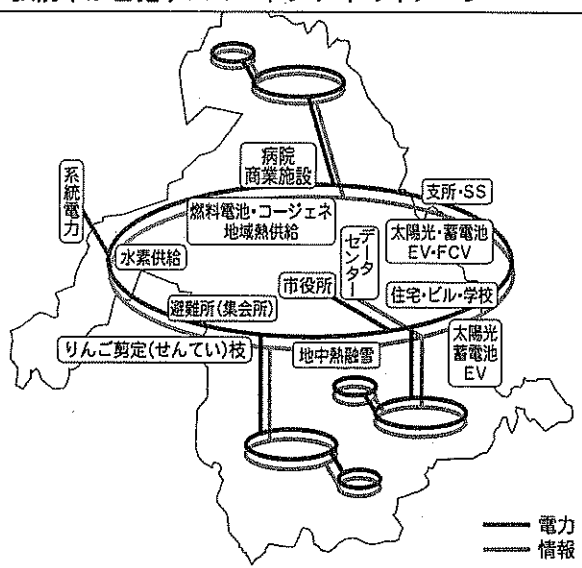 病院
商業施設
系統電力
支所・SS
燃料電池・コージェネ
地域熱供給
太陽光・蓄電池
EV・FCV
データ
センター
水素供給
市役所
住宅・ビル・学校
避難所(集会所)
りんご剪定(せんてい)枝
地中熱融雪
太陽光
蓄電池
EV
電力
情報